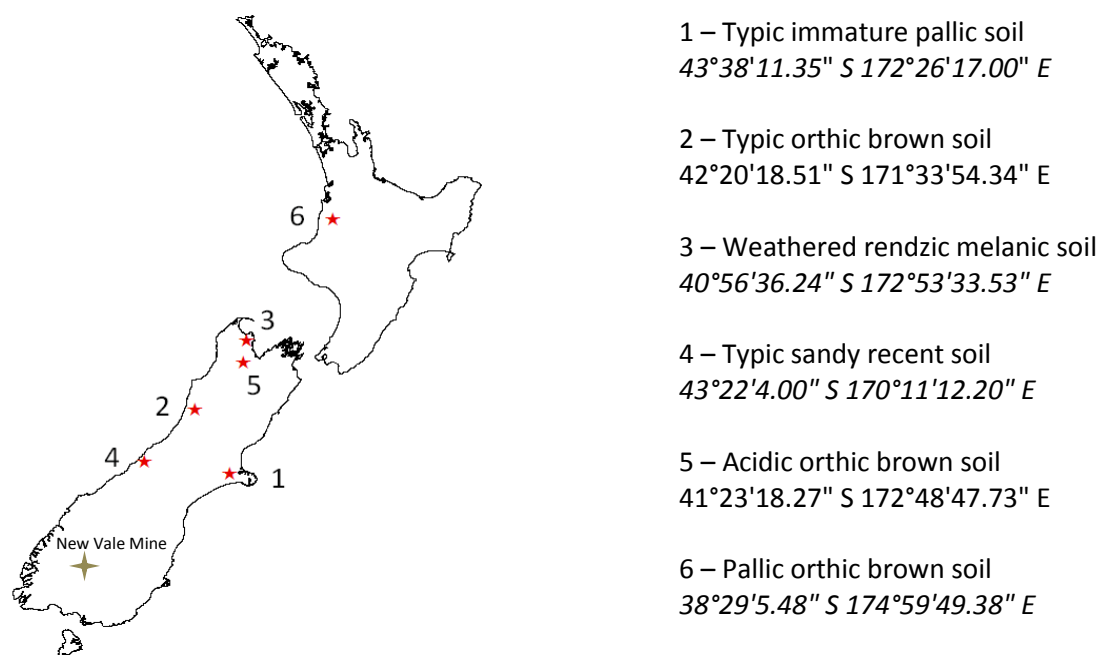 6
3
5
2
4
1
New Vale Mine
1 – Typic immature pallic soil
43°38'11.35" S 172°26'17.00" E
2 – Typic orthic brown soil
42°20'18.51" S 171°33'54.34" E
3 – Weathered rendzic melanic soil
40°56'36.24" S 172°53'33.53" E
4 – Typic sandy recent soil
43°22'4.00" S 170°11'12.20" E
5 – Acidic orthic brown soil
41°23'18.27" S 172°48'47.73" E
6 – Pallic orthic brown soil
38°29'5.48" S 174°59'49.38" E